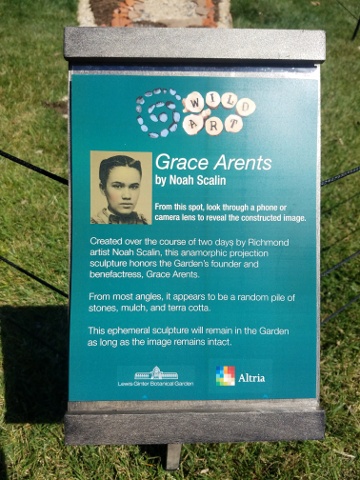 WILD
ART
Grace Arents
by Noah Scalin
From this spot, look through a phone or
camera lens to reveal the constructed image.
Created over the course of two days by Richmond
artist Noah Scalin, this anamorphic projection
sculpture honors the Garden's founder and
benefactress, Grace Arents.
From most angles, it appears to be a random pile of
stones, mulch, and terra cotta.
This ephemeral sculpture will remain in the Garden
as long as the image remains intact.
Lewis Ginter Botanical Garden
Altria